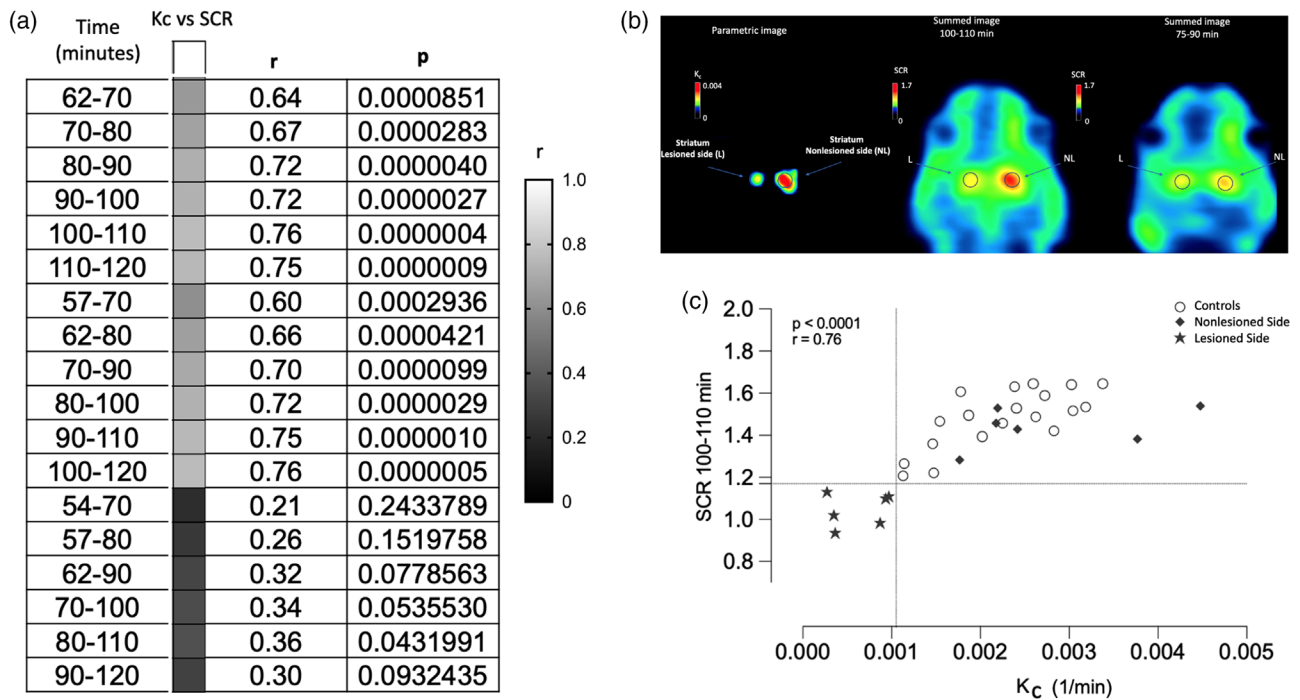 (a)
Time
(minutes)
Kc vs SCR
r
p
62-70 0.64 0.0000851
70-80 0.67 0.0000283
80-90 0.72 0.0000040
90-100 0.72 0.0000027
100-110 0.76 0.0000004
110-120 0.75 0.0000009
57-70 0.60 0.0002936
62-80 0.66 0.0000421
70-90 0.70 0.0000099
80-100 0.72 0.0000029
90-110 0.75 0.0000010
100-120 0.76 0.0000005
54-70 0.21 0.2433789
57-80 0.26 0.1519758
62-90 0.32 0.0778563
70-100 0.34 0.0535530
80-110 0.36 0.0431991
90-120 0.30 0.0932435
r
1.0
0.8
0.6
0.4
0.2
0
(b)
Parametric image
Kc
0.004
0
Striatum
Lesioned side (L)
Striatum
Nonlesioned side (NL)
Summed image
100-110 min
SCR
1.7
0
L
NL
Summed image
75-90 min
SCR
1.7
0
L
NL
(c)
p < 0.0001
r = 0.76
Controls
Nonlesioned Side
Lesioned Side
SCR 100-110 min
2.0
1.8
1.6
1.4
1.2
1.0
0.8
0.000 0.001 0.002 0.003 0.004 0.005
KC (1/min)